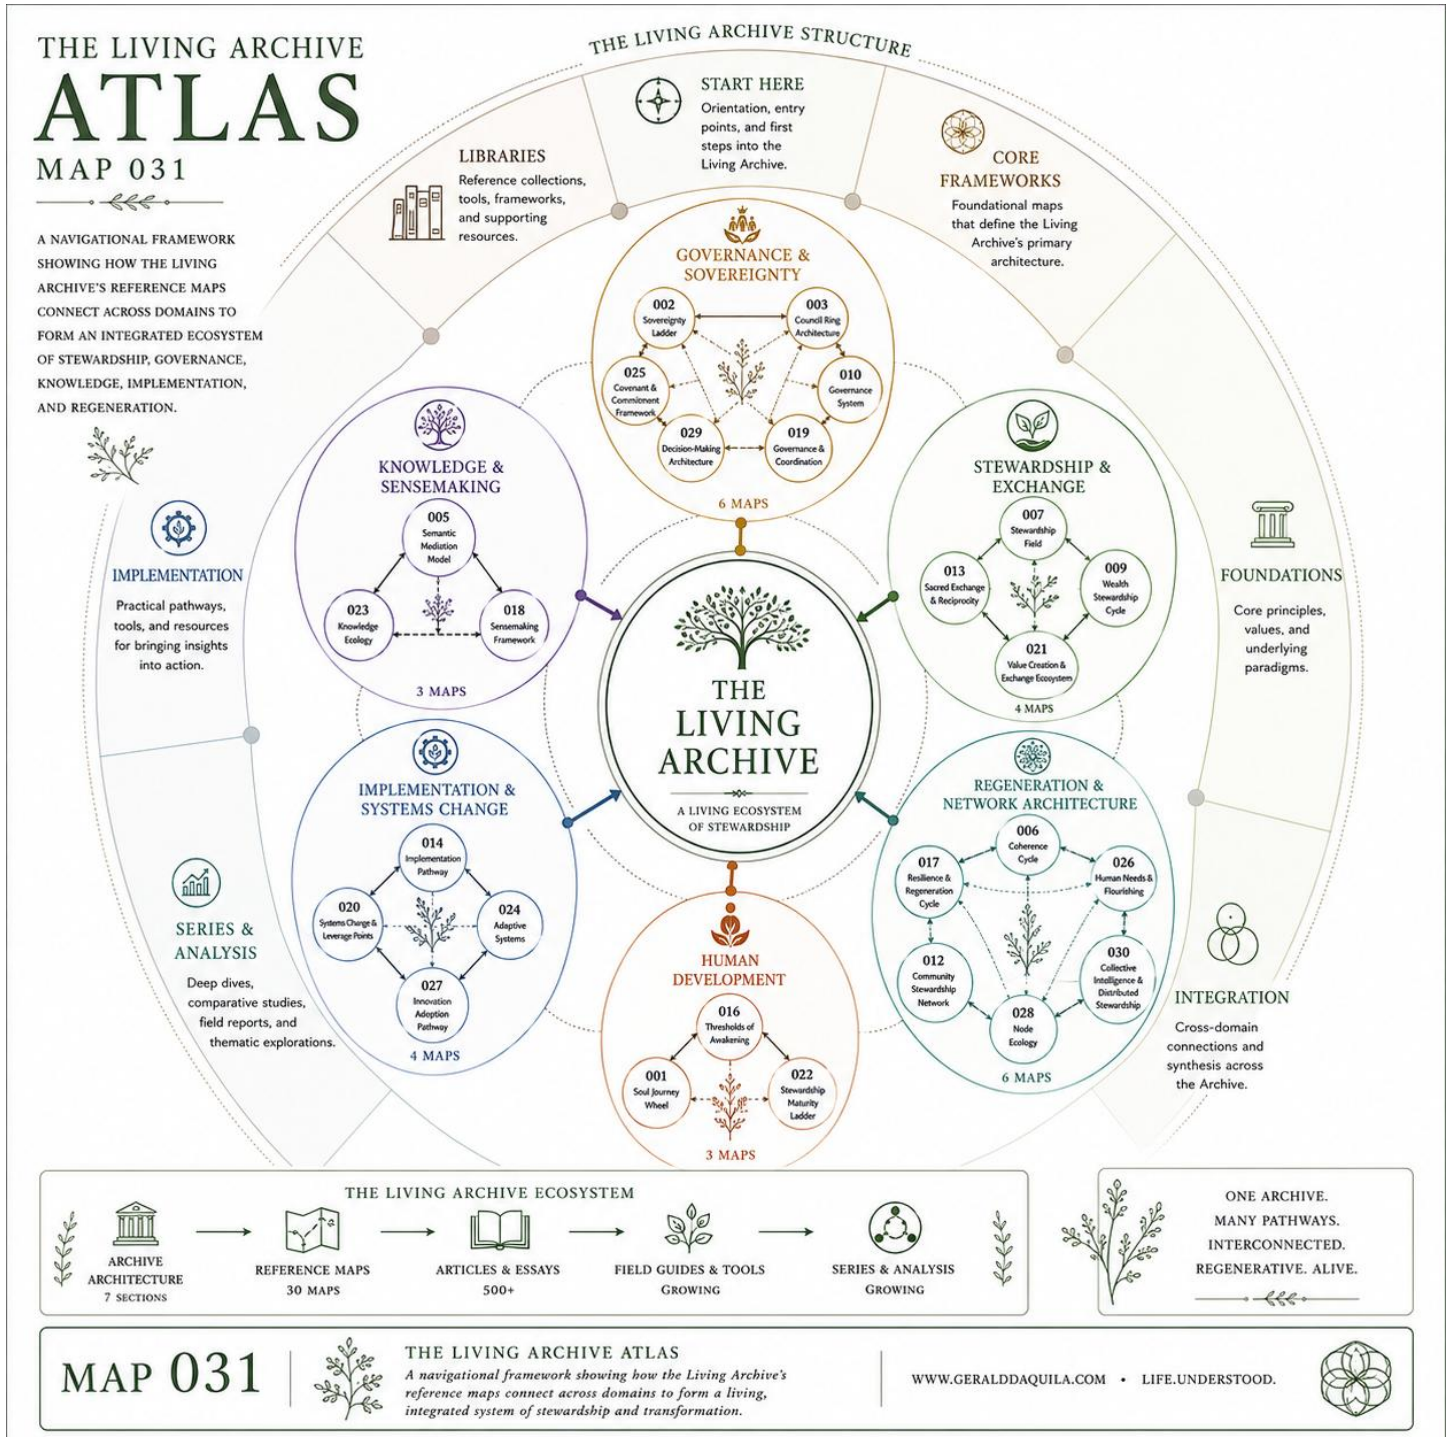 THE LIVING ARCHIVE
ATLAS
MAP 031
A NAVIGATIONAL FRAMEWORK
SHOWING HOW THE LIVING
ARCHIVE'S REFERENCE MAPS
CONNECT ACROSS DOMAINS TO
FORM AN INTEGRATED ECOSYSTEM
OF STEWARDSHIP, GOVERNANCE,
KNOWLEDGE, IMPLEMENTATION,
AND REGENERATION.
THE LIVING ARCHIVE STRUCTURE
START HERE
Orientation, entry
points, and first
steps into the
Living Archive.
CORE
FRAMEWORKS
Foundational maps
that define the Living
Archive's primary
architecture.
FOUNDATIONS
Core principles,
values, and
underlying
paradigms.
INTEGRATION
Cross-domain
connections and
synthesis across
the Archive.
SERIES &
ANALYSIS
Deep dives,
comparative studies,
field reports, and
thematic explorations.
IMPLEMENTATION
Practical pathways,
tools, and resources
for bringing insights
into action.
LIBRARIES
Reference collections,
tools, frameworks,
and supporting
resources.
GOVERNANCE &
SOVEREIGNTY
002
Sovereignty
Ladder
003
Council Ring
Architecture
025
Covenant &
Commitment
Framework
010
Governance
System
029
Decision-Making
Architecture
019
Governance &
Coordination
6 MAPS
KNOWLEDGE &
SENSEMAKING
005
Semantic
Mediation
Model
023
Knowledge
Ecology
018
Sensemaking
Framework
3 MAPS
STEWARDSHIP &
EXCHANGE
007
Stewardship
Field
013
Sacred Exchange
& Reciprocity
009
Wealth
Stewardship
Cycle
021
Value Creation &
Exchange Ecosystem
4 MAPS
THE
LIVING
ARCHIVE
A LIVING ECOSYSTEM
OF STEWARDSHIP
IMPLEMENTATION &
SYSTEMS CHANGE
014
Implementation
Pathway
020
Systems Change &
Leverage Points
024
Adaptive
Systems
027
Innovation
Adoption
Pathway
4 MAPS
REGENERATION &
NETWORK ARCHITECTURE
006
Coherence
Cycle
017
Resilience &
Regeneration
Cycle
026
Human Needs &
Flourishing
012
Community
Stewardship
Network
030
Collective
Intelligence &
Distributed
Stewardship
028
Node
Ecology
6 MAPS
HUMAN
DEVELOPMENT
016
Thresholds of
Awakening
001
Soul Journey
Wheel
022
Stewardship
Maturity
Ladder
3 MAPS
THE LIVING ARCHIVE ECOSYSTEM
ARCHIVE
ARCHITECTURE
7 SECTIONS
REFERENCE MAPS
30 MAPS
ARTICLES & ESSAYS
500+
FIELD GUIDES & TOOLS
GROWING
SERIES & ANALYSIS
GROWING
ONE ARCHIVE.
MANY PATHWAYS.
INTERCONNECTED.
REGENERATIVE. ALIVE.
MAP 031
THE LIVING ARCHIVE ATLAS
A navigational framework showing how the Living Archive's
reference maps connect across domains to form a living,
integrated system of stewardship and transformation.
WWW.GERALDDAQUILA.COM • LIFE.UNDERSTOOD.